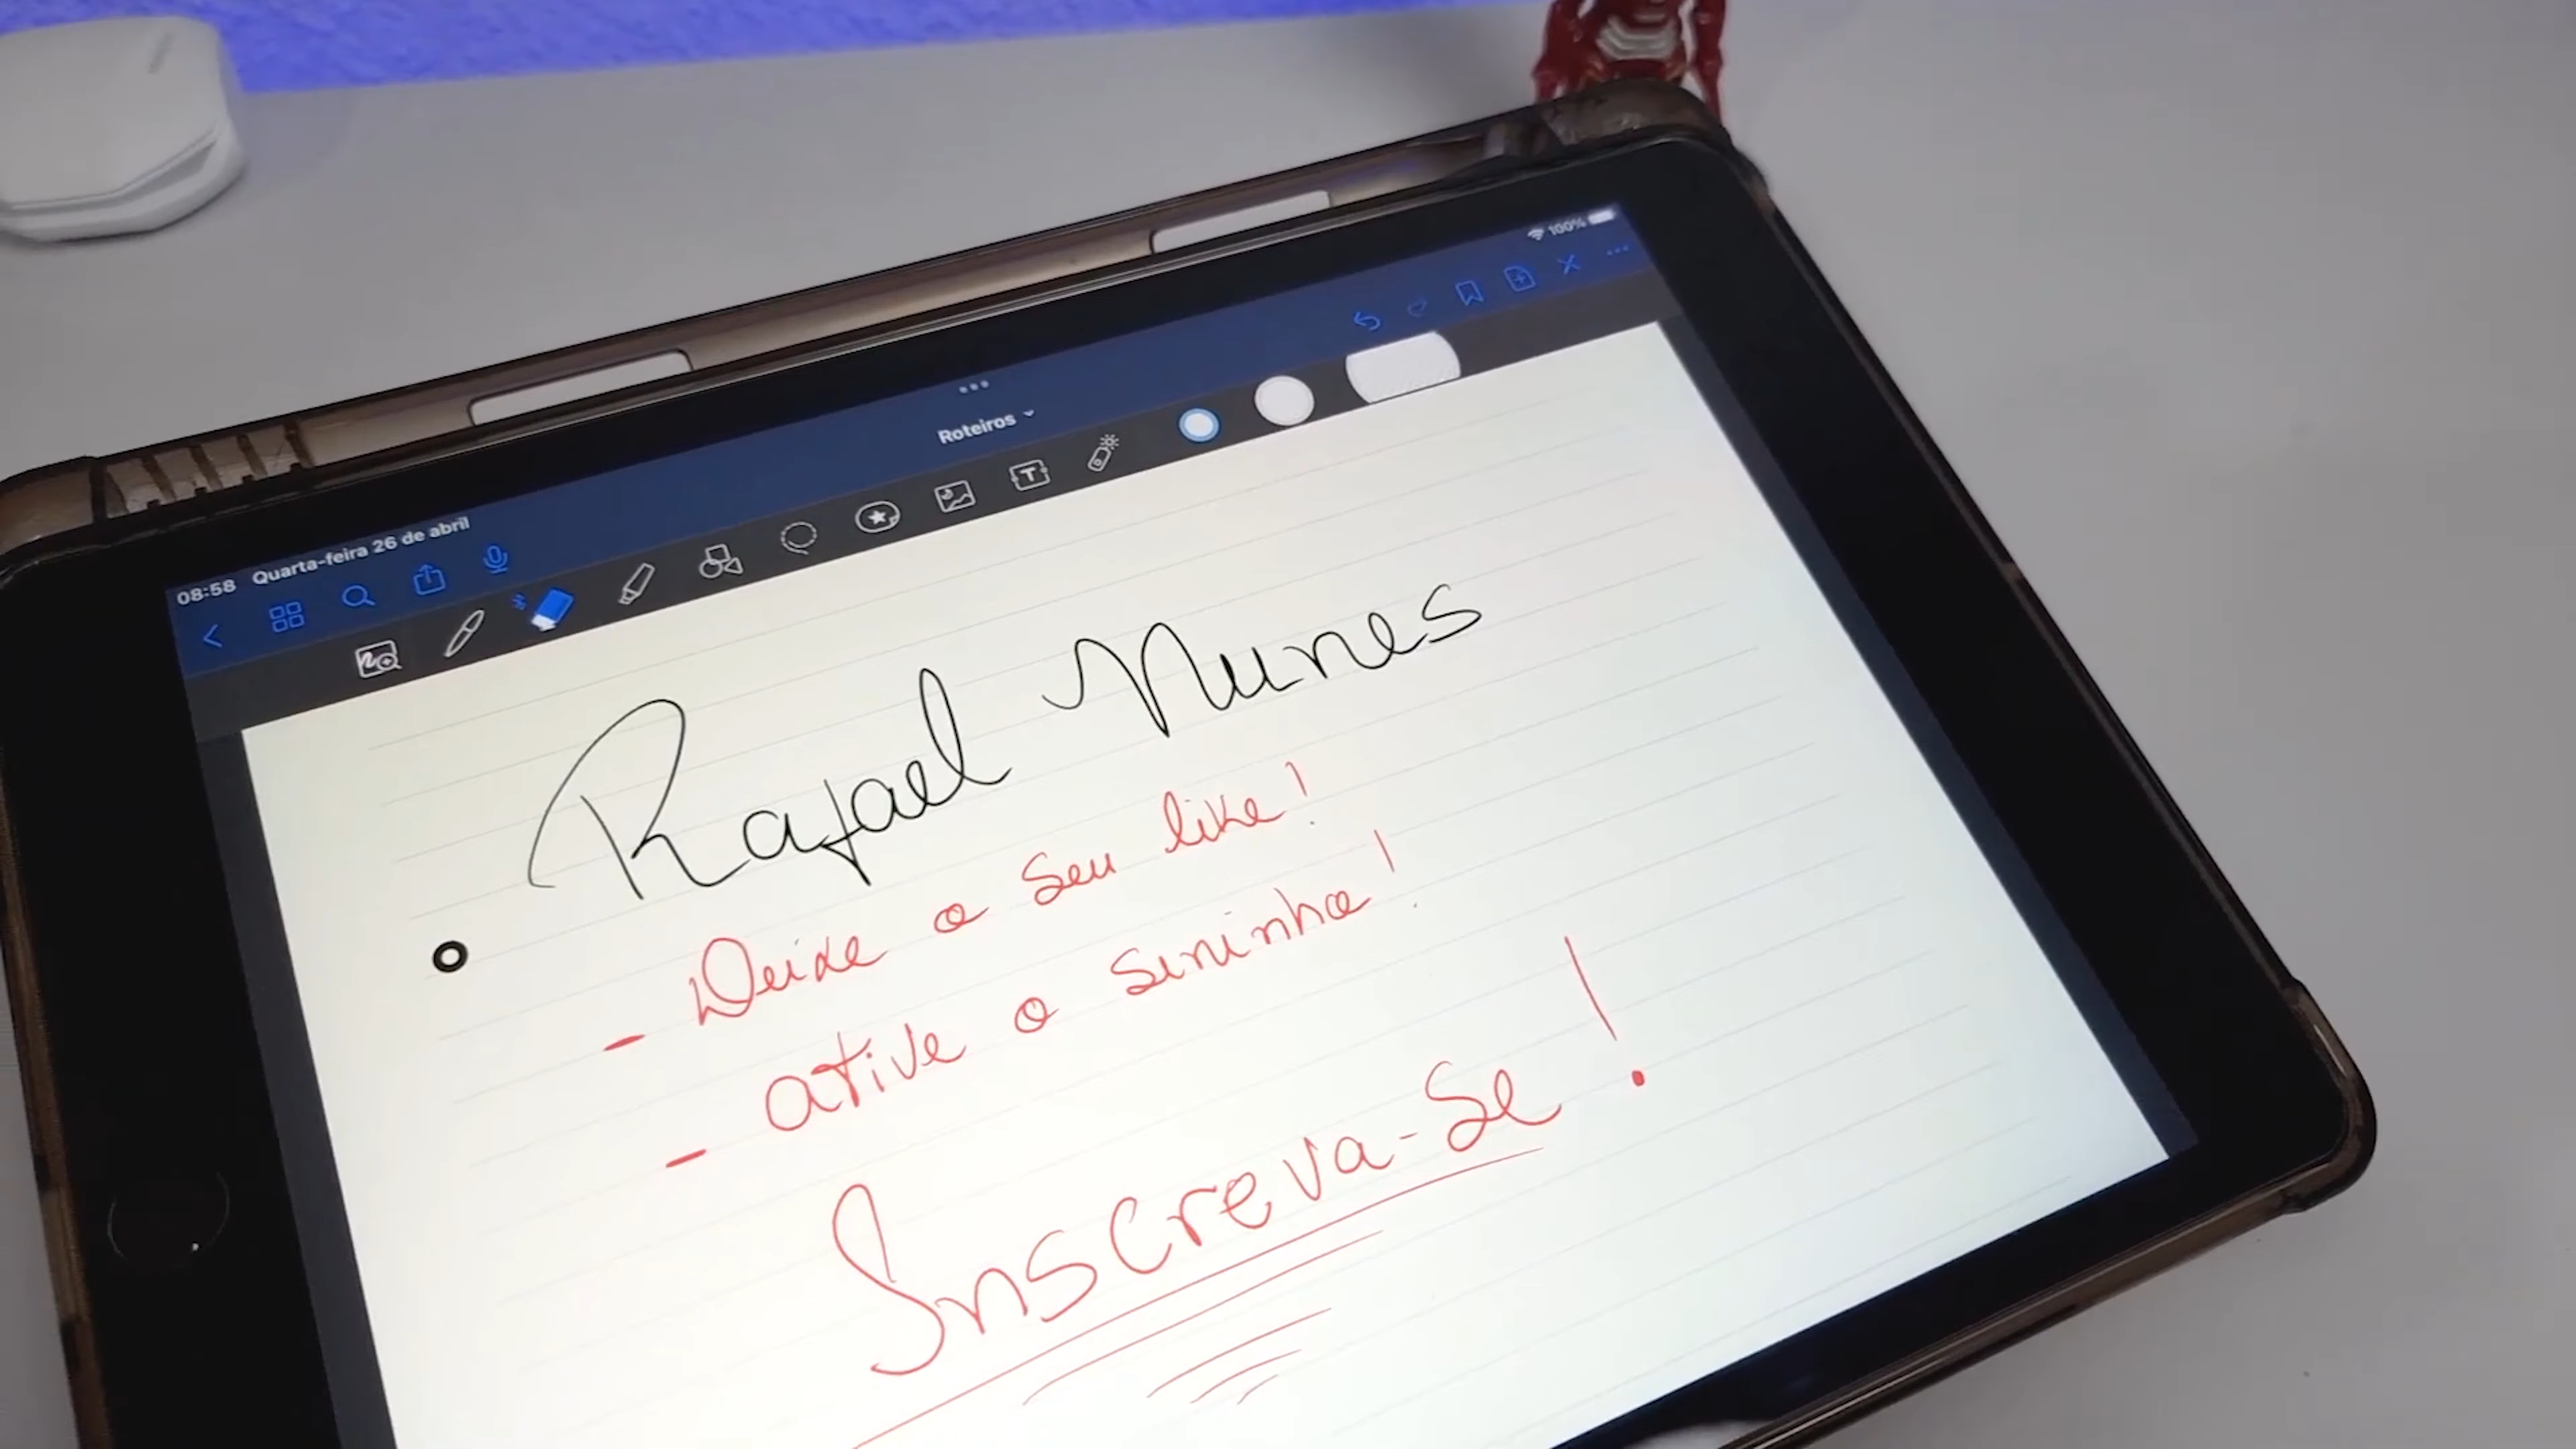 100%
08:58 Quarta-feira 26 de abril
Roteiros
Rafael Nunes
- Deixe o seu like!
- ative o sininho!
Inscreva-se!